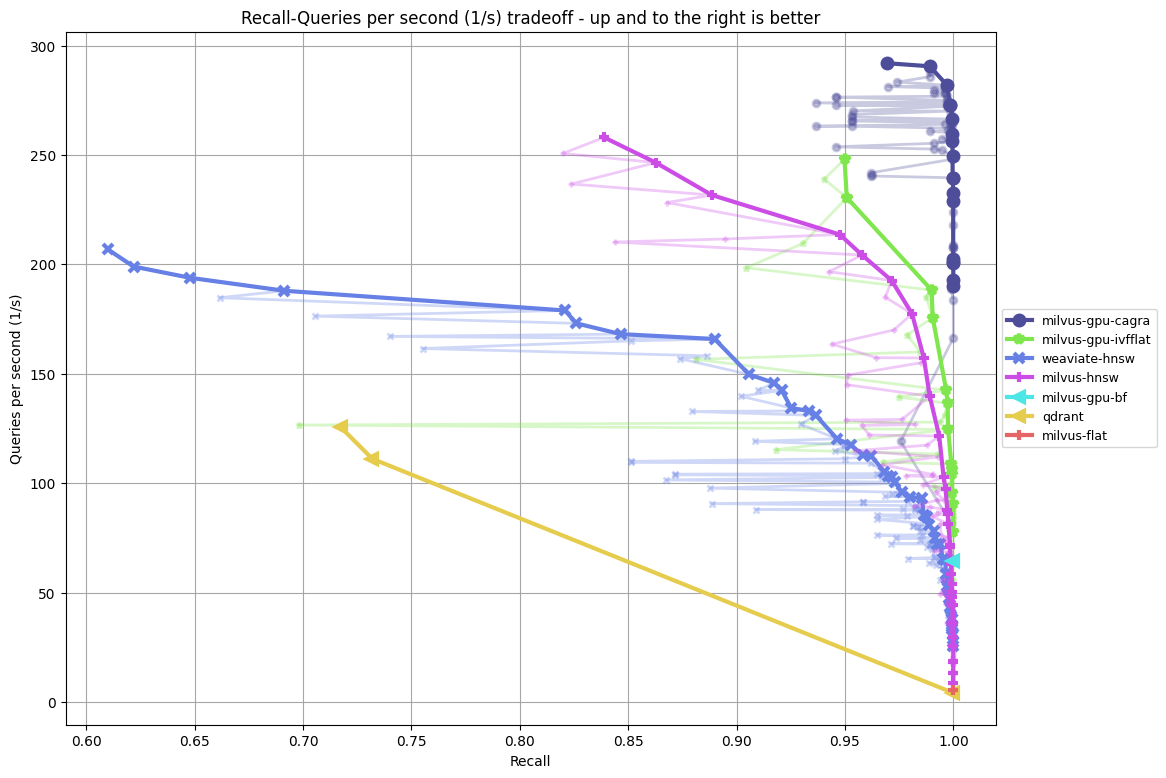 Recall-Queries per second (1/s) tradeoff - up and to the right is better
300
250
200
150
100
50
0
Queries per second (1/s)
0.60 0.65 0.70 0.75 0.80 0.85 0.90 0.95 1.00
Recall
milvus-gpu-cagra
milvus-gpu-ivfflat
weaviate-hnsw
milvus-hnsw
milvus-gpu-bf
qdrant
milvus-flat